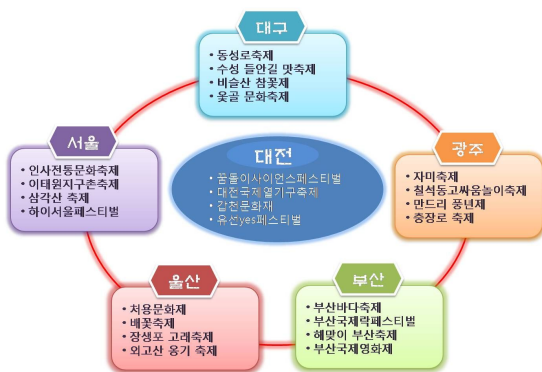 대구
• 동성로축제
• 수성 들안길 맛축제
• 비슬산 참꽃제
• 옻골 문화축제
서울
• 인사전통문화축제
• 이태원지구촌축제
• 삼각산 축제
• 하이서울페스티벌
대전
• 꿈돌이사이언스페스티벌
• 대전국제열기구축제
• 갑천문화재
• 유선yes페스티벌
광주
• 자미축제
• 칠석동고싸움놀이축제
• 만드리 풍년제
• 충장로 축제
울산
• 처용문화제
• 배꽃축제
• 장생포 고래축제
• 외고산 옹기 축제
부산
• 부산바다축제
• 부산국제락페스티벌
• 해맞이 부산축제
• 부산국제영화제